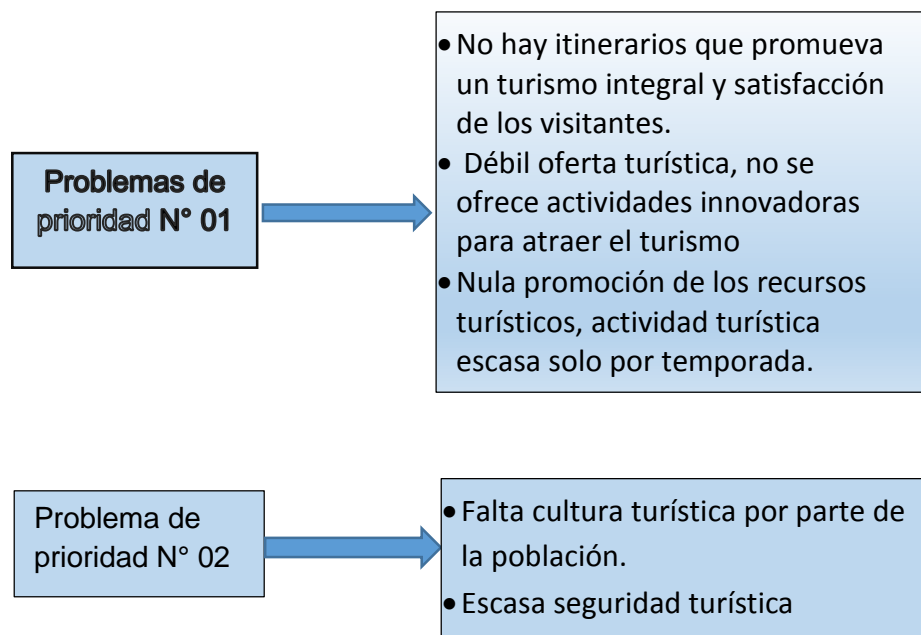 Problemas de
prioridad N° 01
• No hay itinerarios que promueva
un turismo integral y satisfacción
de los visitantes.
• Débil oferta turística, no se
ofrece actividades innovadoras
para atraer el turismo
• Nula promoción de los recursos
turísticos, actividad turística
escasa solo por temporada.
Problema de
prioridad N° 02
• Falta cultura turística por parte de
la población.
• Escasa seguridad turística